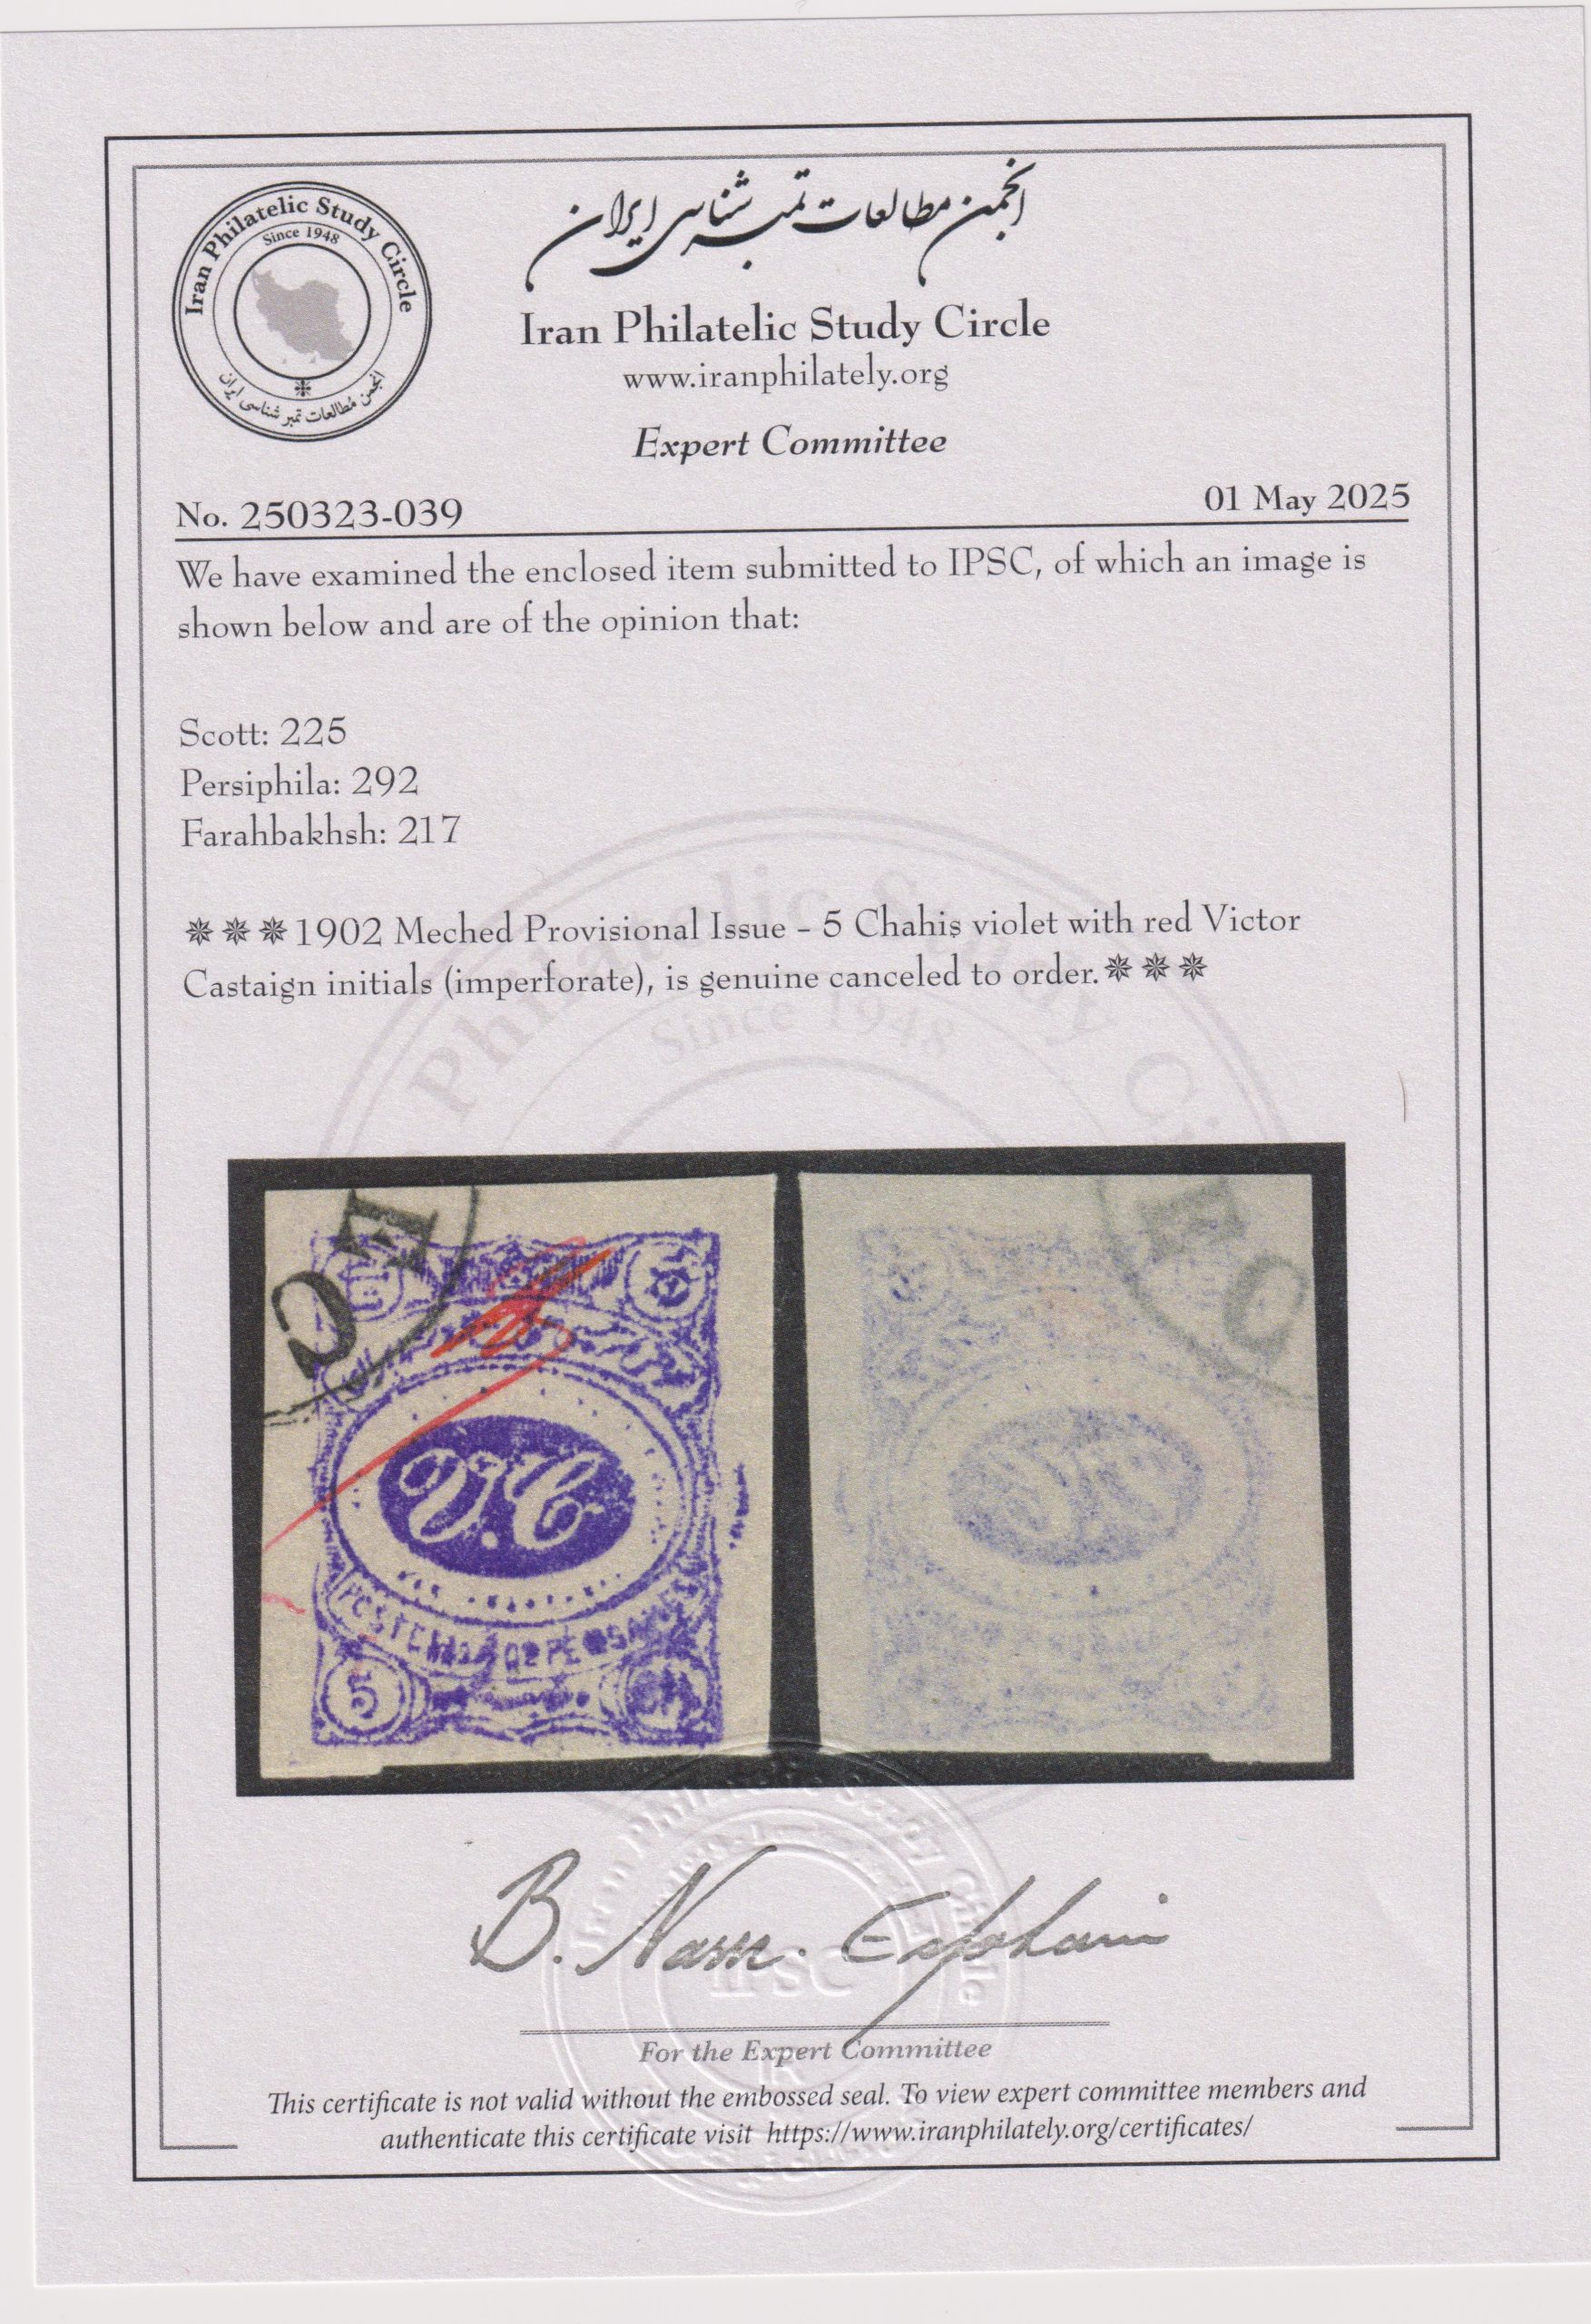 Iran Philatelic Study Circle
Since 1948
انجمن مطالعات تمبر شناسی ایران
انجمن مطالعات تمبر شناسی ایران
Iran Philatelic Study Circle
www.iranphilately.org
Expert Committee
No. 250323-039
01 May 2025
We have examined the enclosed item submitted to IPSC, of which an image is
shown below and are of the opinion that:
Scott: 225
Persiphila: 292
Farahbakhsh: 217
✵✵✵1902 Meched Provisional Issue – 5 Chahis violet with red Victor
Castaign initials (imperforate), is genuine canceled to order.✵✵✵
Since 1948
V.C
5
B. Nasr. Esfahani
IPSC
For the Expert Committee
This certificate is not valid without the embossed seal. To view expert committee members and
authenticate this certificate visit https://www.iranphilately.org/certificates/